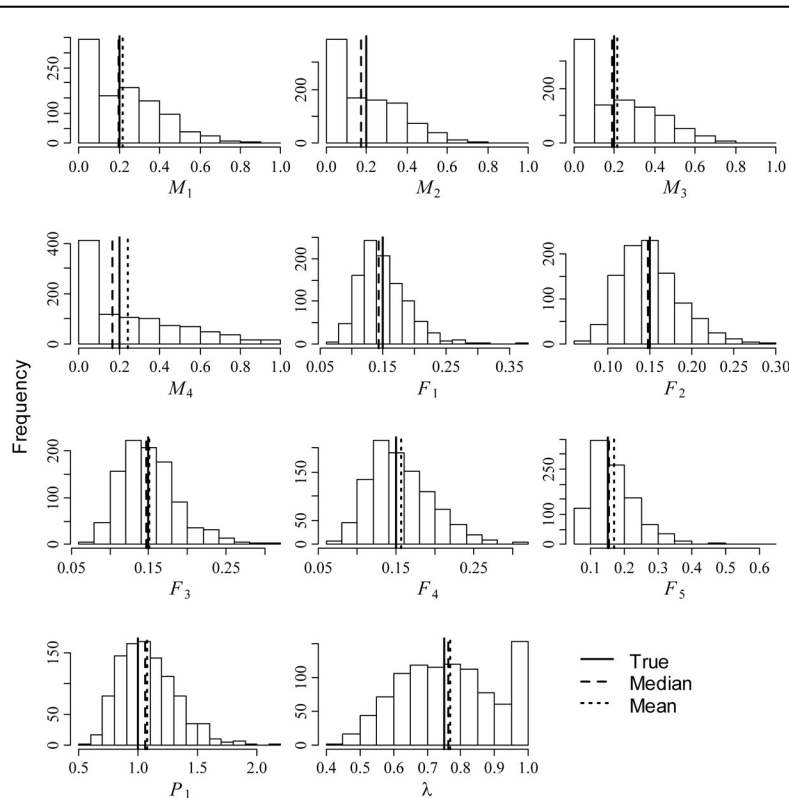 0 100 250
0.0 0.2 0.4 0.6 0.8 1.0
M1
0 200
0.0 0.2 0.4 0.6 0.8 1.0
M2
0 200
0.0 0.2 0.4 0.6 0.8 1.0
M3
0 200 400
0.0 0.2 0.4 0.6 0.8 1.0
M4
0 100 200
0.05 0.15 0.25 0.35
F1
0 100 200
0.10 0.15 0.20 0.25 0.30
F2
Frequency
0 100 200
0.05 0.15 0.25
F3
0 50 150
0.05 0.15 0.25
F4
0 100 250
0.1 0.2 0.3 0.4 0.5 0.6
F5
0 50 150
0.5 1.0 1.5 2.0
P1
0 50 100
0.4 0.5 0.6 0.7 0.8 0.9 1.0
λ
True
Median
Mean